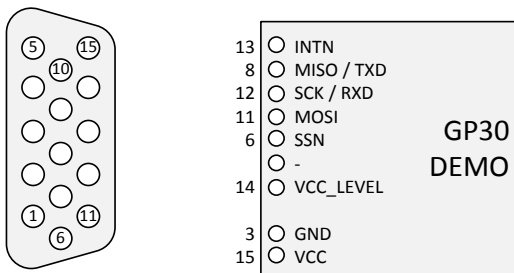 5
15
10
1
11
6
13 INTN
8 MISO / TXD
12 SCK / RXD
11 MOSI
6 SSN
-
14 VCC_LEVEL
3 GND
15 VCC
GP30
DEMO